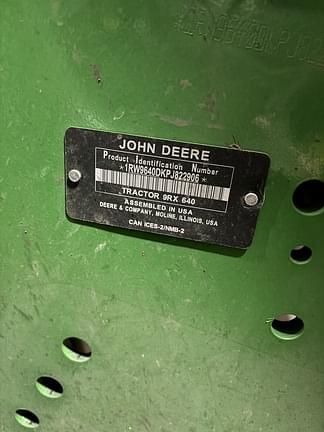 JOHN DEERE
Product Identification Number
*1RW9640DKPJ822906*
TRACTOR 9RX 640
ASSEMBLED IN USA
DEERE & COMPANY, MOLINE, ILLINOIS, USA
CAN ICES-2/NMB-2